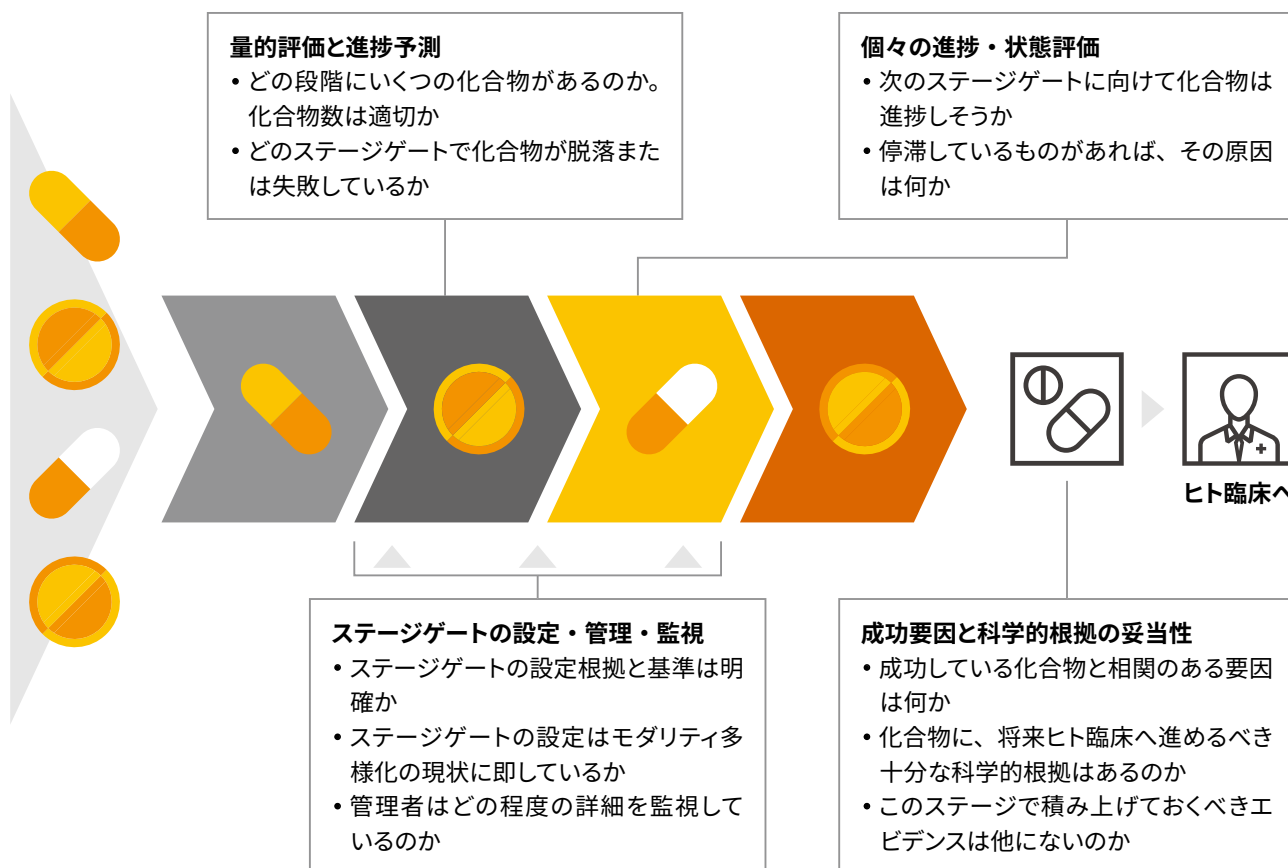 量的評価と進捗予測
• どの段階にいくつの化合物があるのか。
化合物数は適切か
• どのステージゲートで化合物が脱落また
は失敗しているか
個々の進捗・状態評価
• 次のステージゲートに向けて化合物は
進捗しそうか
• 停滞しているものがあれば、その原因
は何か
ヒト臨床へ
ステージゲートの設定・管理・監視
• ステージゲートの設定根拠と基準は明
確か
• ステージゲートの設定はモダリティ多
様化の現状に即しているか
• 管理者はどの程度の詳細を監視して
いるのか
成功要因と科学的根拠の妥当性
• 成功している化合物と相関のある要因
は何か
• 化合物に、将来ヒト臨床へ進めるべき
十分な科学的根拠はあるのか
• このステージで積み上げておくべきエ
ビデンスは他にないのか